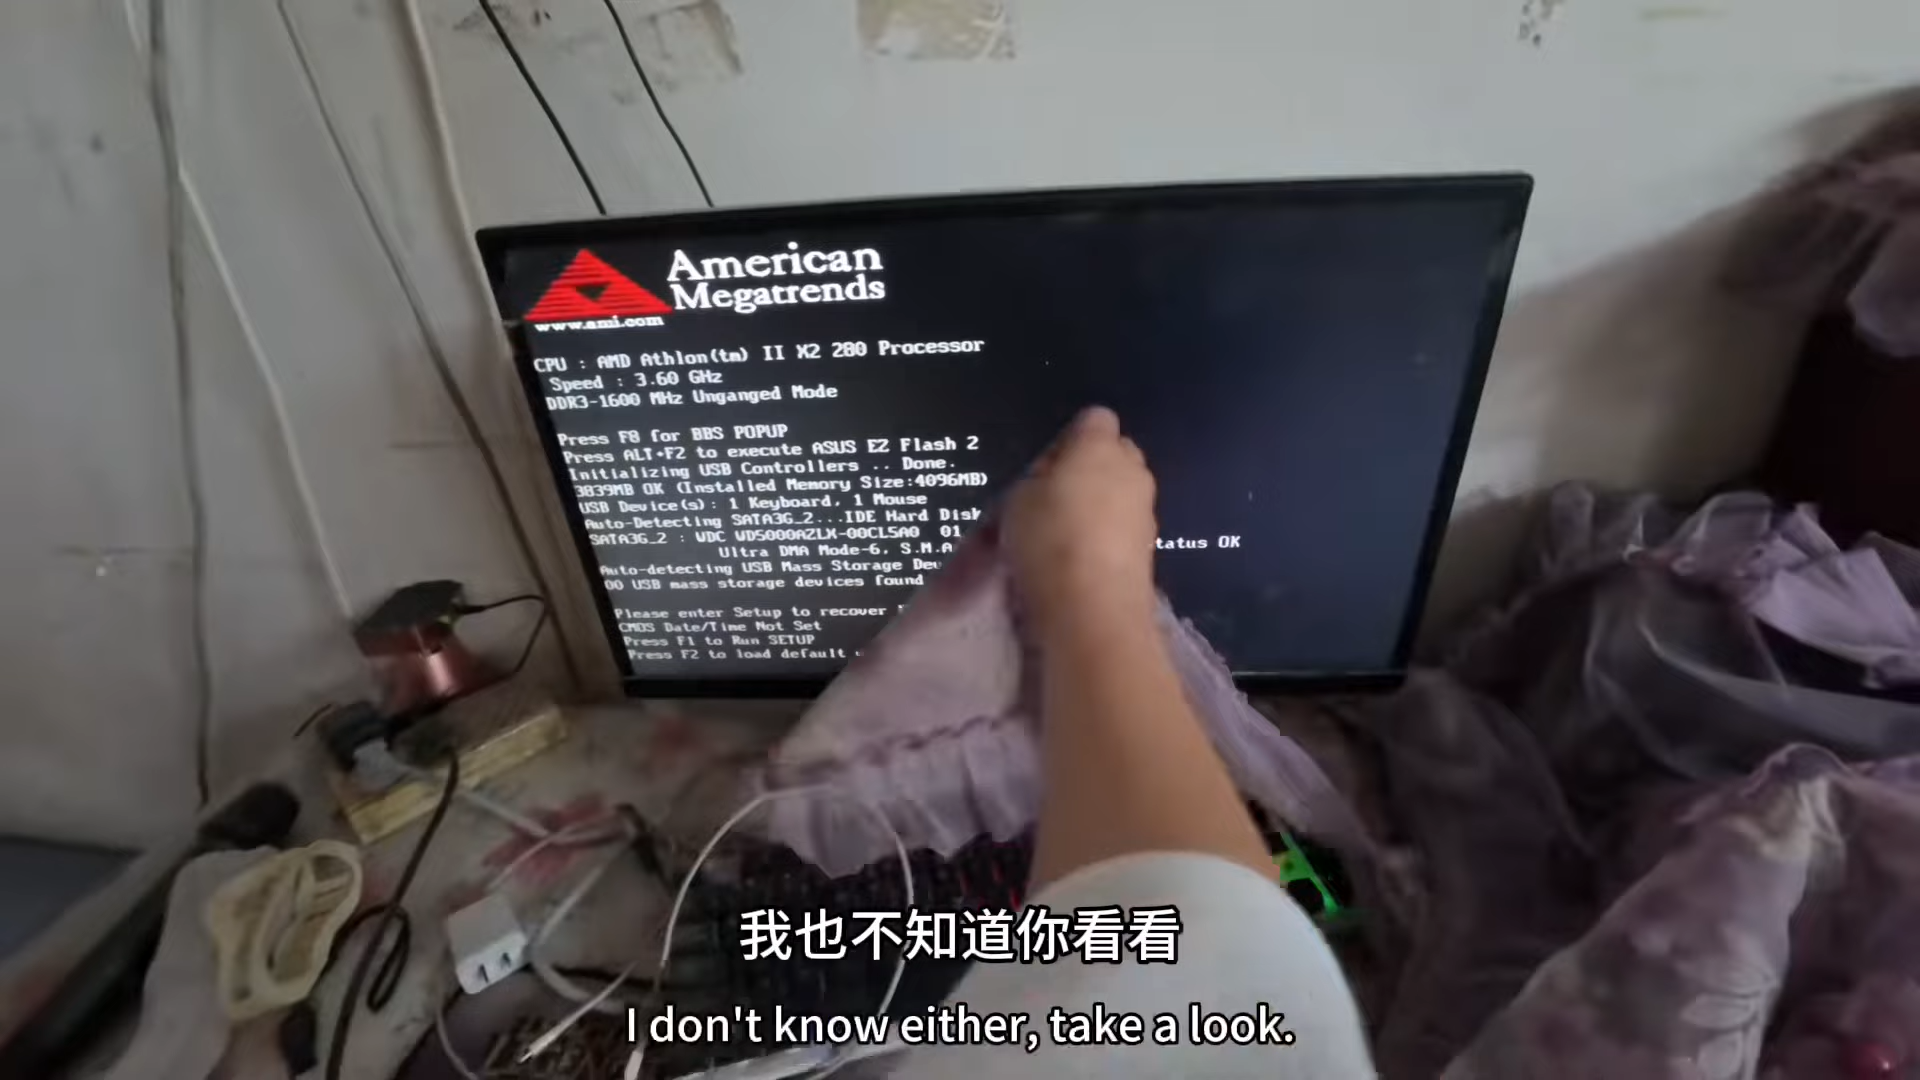 American
Megatrends
www.ami.com
CPU : AMD Athlon(tm) II X2 280 Processor
Speed : 3.60 GHz
DDR3-1600 MHz Unganged Mode
Press F8 for BBS POPUP
Press ALT+F2 to execute ASUS EZ Flash 2
Initializing USB Controllers .. Done.
3839MB OK (Installed Memory Size:4096MB)
USB Device(s): 1 Keyboard, 1 Mouse
Auto-Detecting SATA3G_2...IDE Hard Disk
SATA3G_2 : WDC WD5000AZLX-00CL5A0 01
Ultra DMA Mode-6, S.M.A tatus OK
Auto-detecting USB Mass Storage Dev
00 USB mass storage devices found
Please enter Setup to recover
CMOS Date/Time Not Set
Press F1 to Run SETUP
Press F2 to load default
我也不知道你看看
I don't know either, take a look.